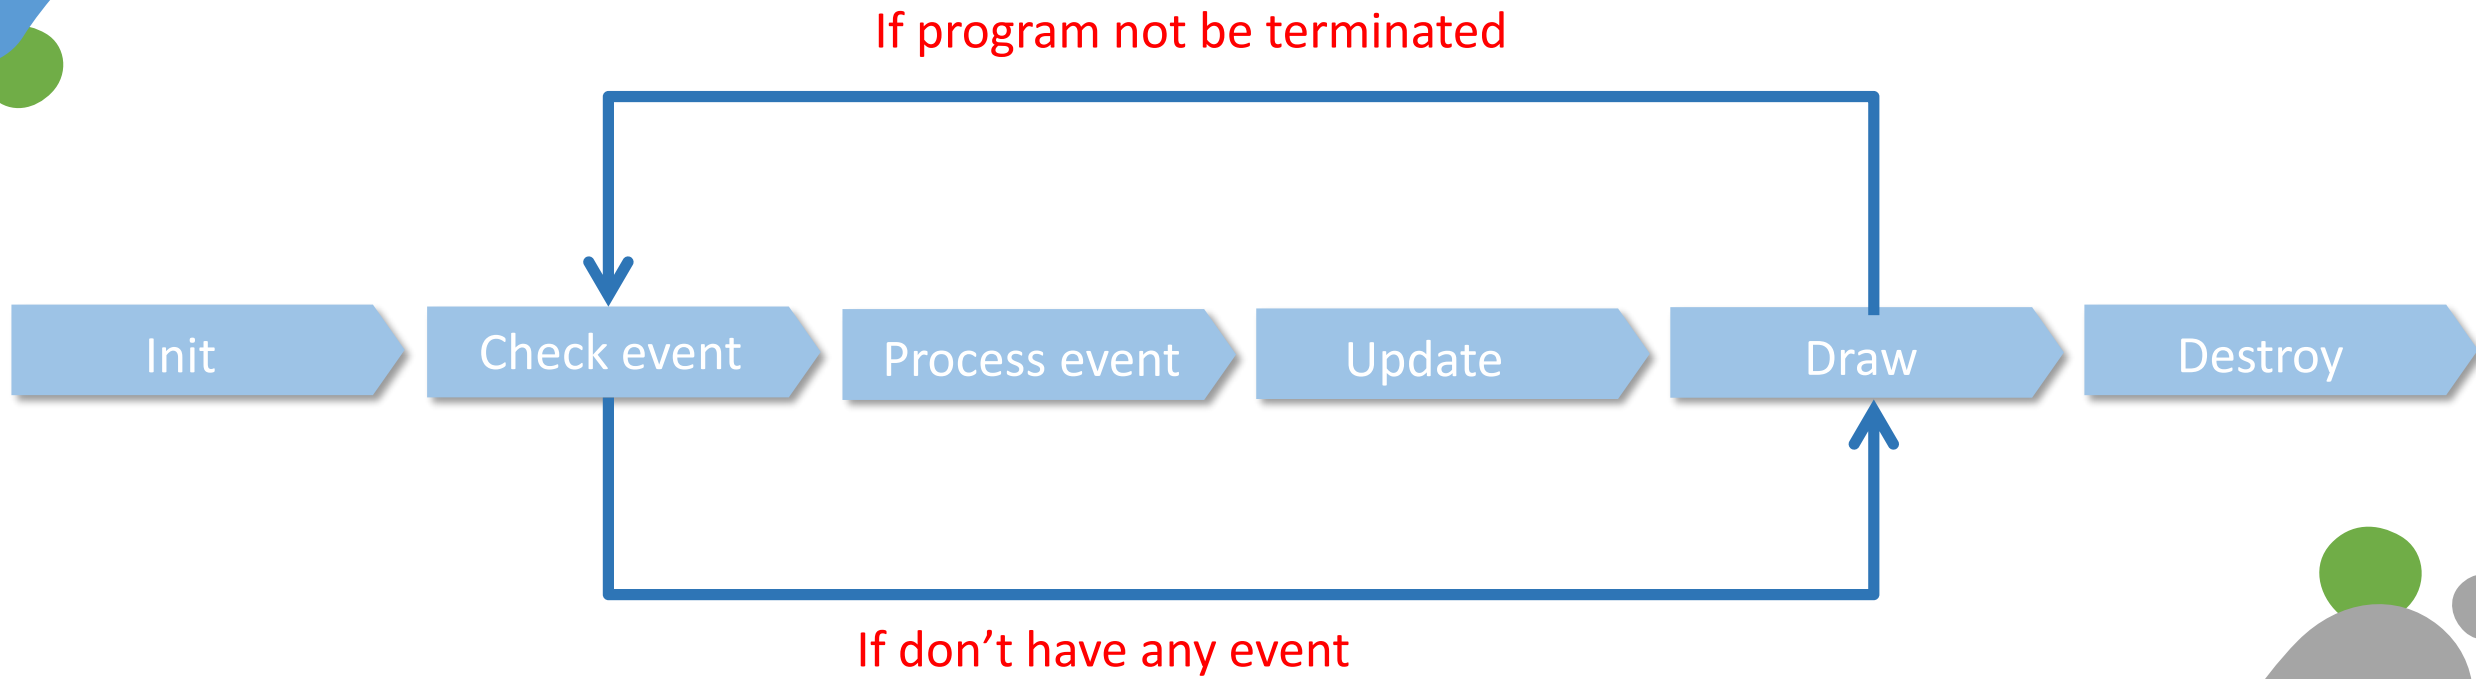 If program not be terminated
Init
Check event
Process event
Update
Draw
Destroy
If don’t have any event